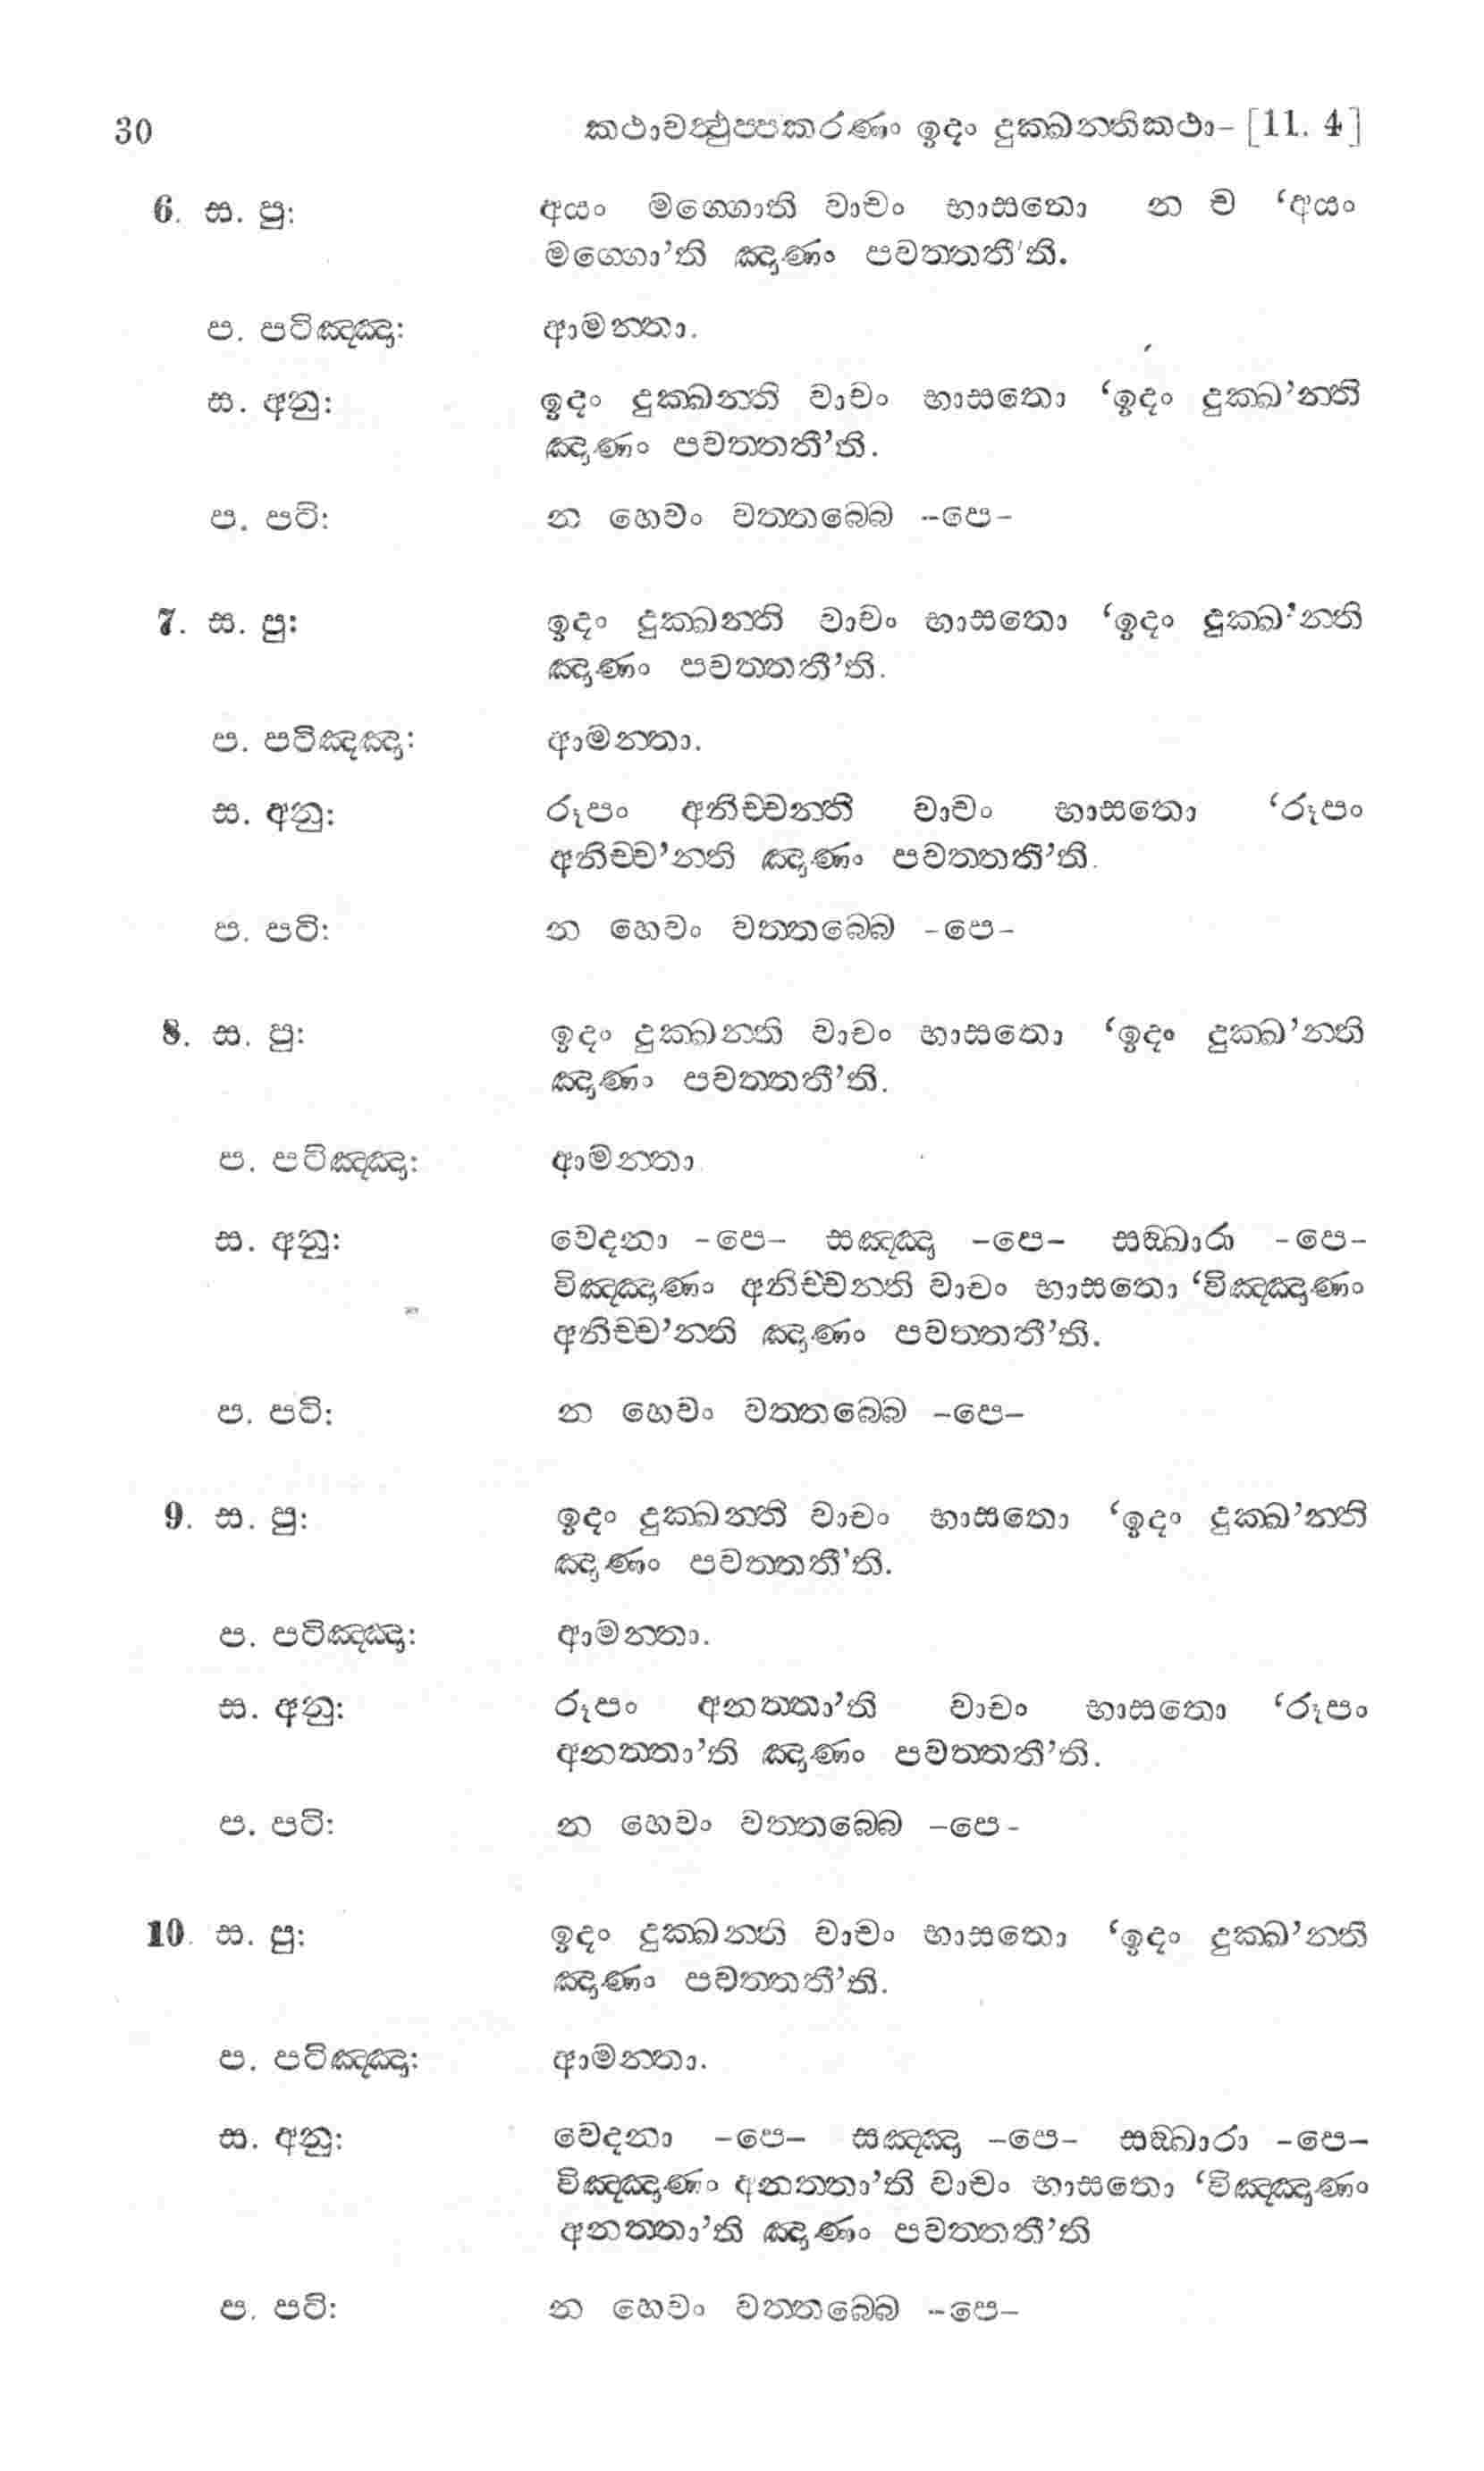 30 කථාවත්‍ථුප්පකරණං ඉදං දුක්ඛන්තිකථා- [11. 4]
6. ස. පු: අයං මග්ගොති වාචං භාසතො න ච ‘අයං
මග්ගො’ති ඤාණං පවත්තතී’ති.
ප. පටිඤ්ඤා: ආමන්තා.
ස. අනු: ඉදං දුක්ඛන්ති වාචං භාසතො ‘ඉදං දුක්ඛ’න්ති
ඤාණං පවත්තතී’ති.
ප. පටි: න හෙවං වත්තබ්බෙ -පෙ-
7. ස. පු: ඉදං දුක්ඛන්ති වාචං භාසතො ‘ඉදං දුක්ඛ’න්ති
ඤාණං පවත්තතී’ති.
ප. පටිඤ්ඤා: ආමන්තා.
ස. අනු: රූපං අනිච්චන්ති වාචං භාසතො ‘රූපං
අනිච්ච’න්ති ඤාණං පවත්තතී’ති.
ප. පටි: න හෙවං වත්තබ්බෙ -පෙ-
8. ස. පු: ඉදං දුක්ඛන්ති වාචං භාසතො ‘ඉදං දුක්ඛ’න්ති
ඤාණං පවත්තතී’ති.
ප. පටිඤ්ඤා: ආමන්තා
ස. අනු: වෙදනා -පෙ- සඤ්ඤා -පෙ- සඞ්ඛාරා -පෙ-
විඤ්ඤාණං අනිච්චන්ති වාචං භාසතො ‘විඤ්ඤාණං
අනිච්ච’න්ති ඤාණං පවත්තතී’ති.
ප. පටි: න හෙවං වත්තබ්බෙ -පෙ-
9. ස. පු: ඉදං දුක්ඛන්ති වාචං භාසතො ‘ඉදං දුක්ඛ’න්ති
ඤාණං පවත්තතී’ති.
ප. පටිඤ්ඤා: ආමන්තා.
ස. අනු: රූපං අනත්තා’ති වාචං භාසතො ‘රූපං
අනත්තා’ති ඤාණං පවත්තතී’ති.
ප. පටි: න හෙවං වත්තබ්බෙ -පෙ-
10. ස. පු: ඉදං දුක්ඛන්ති වාචං භාසතො ‘ඉදං දුක්ඛ’න්ති
ඤාණං පවත්තතී’ති.
ප. පටිඤ්ඤා: ආමන්තා.
ස. අනු: වෙදනා -පෙ- සඤ්ඤා -පෙ- සඞ්ඛාරා -පෙ-
විඤ්ඤාණං අනත්තා’ති වාචං භාසතො ‘විඤ්ඤාණං
අනත්තා’ති ඤාණං පවත්තතී’ති
ප. පටි: න හෙවං වත්තබ්බෙ -පෙ-